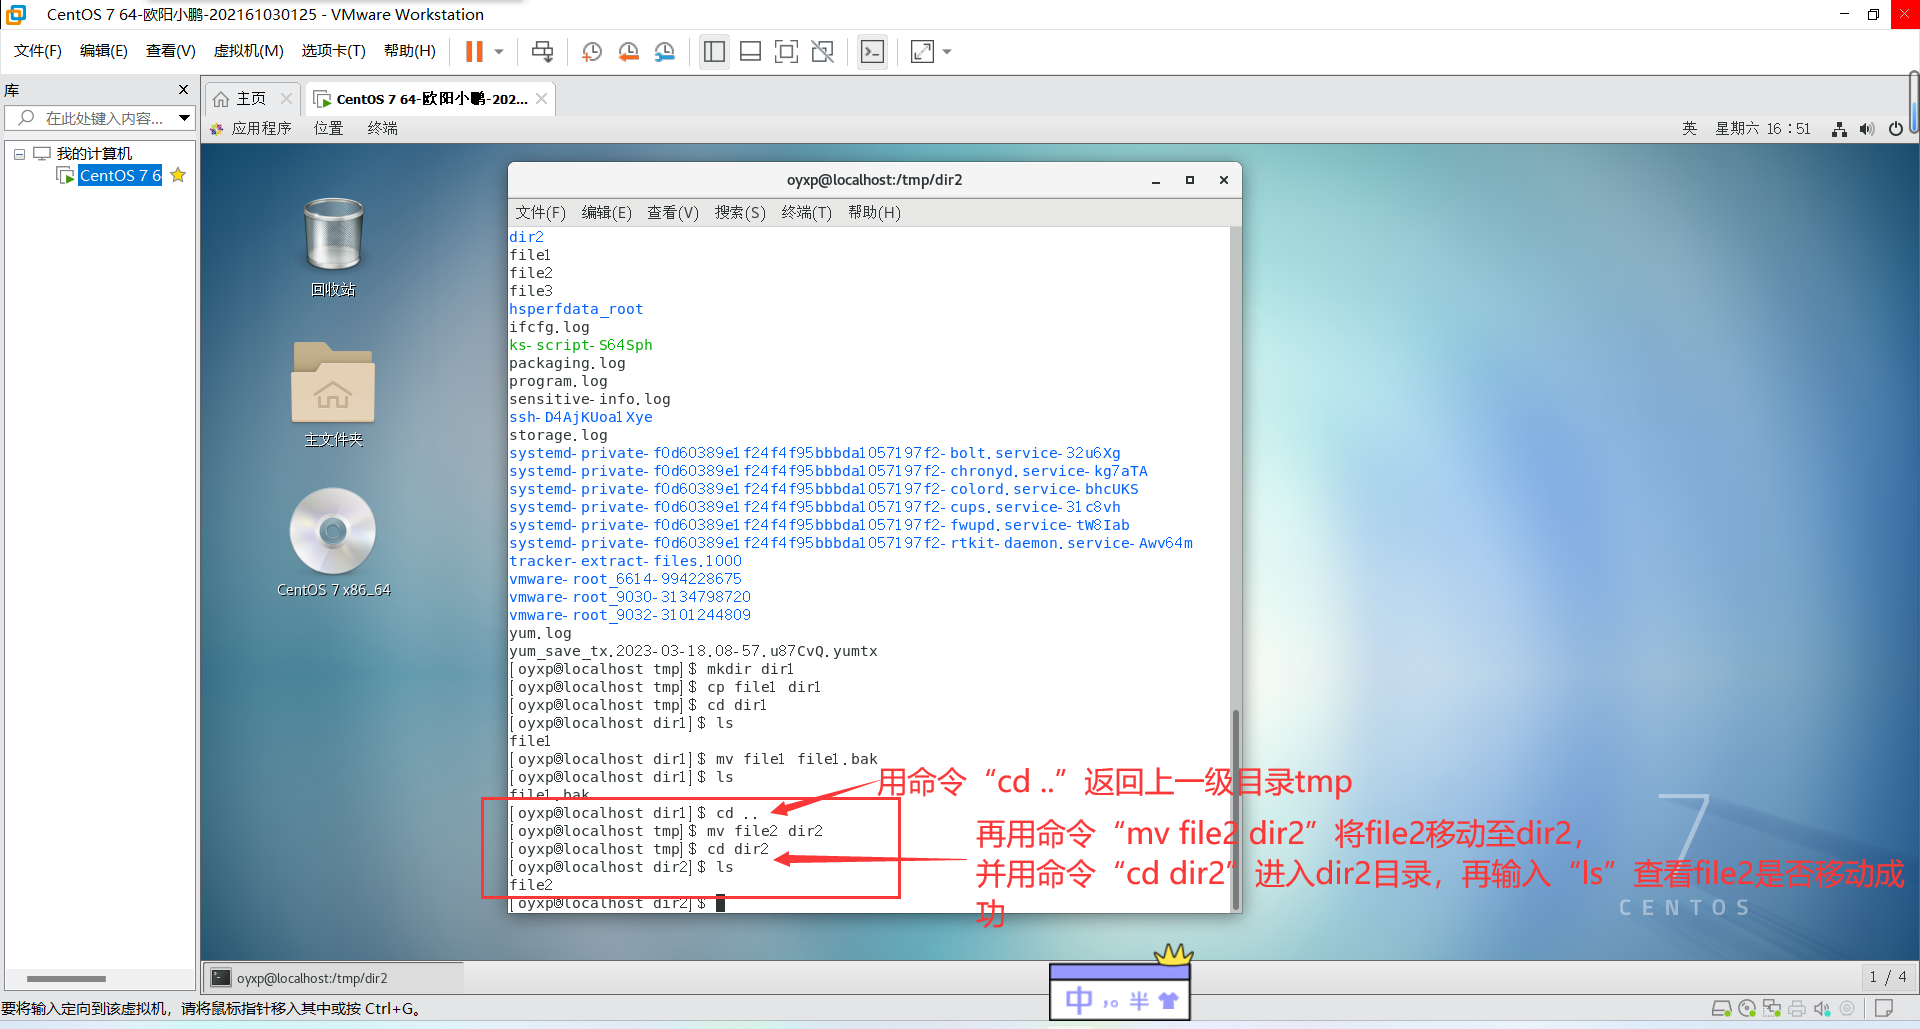 CentOS 7 64-欧阳小鹏-202161030125 - VMware Workstation
文件(F) 编辑(E) 查看(V) 虚拟机(M) 选项卡(T) 帮助(H)
库
在此处键入内容...
我的计算机
CentOS 7 6
主页
CentOS 7 64-欧阳小鹏-202...
应用程序 位置 终端
英 星期六 16:51
回收站
主文件夹
CentOS 7 x86_64
oyxp@localhost:/tmp/dir2
文件(F) 编辑(E) 查看(V) 搜索(S) 终端(T) 帮助(H)
dir2
file1
file2
file3
hsperfdata_root
ifcfg.log
ks-script-S64Sph
packaging.log
program.log
sensitive-info.log
ssh-D4AjKUoa1Xye
storage.log
systemd-private-f0d60389e1f24f4f95bbbda1057197f2-bolt.service-32u6Xg
systemd-private-f0d60389e1f24f4f95bbbda1057197f2-chronyd.service-kg7aTA
systemd-private-f0d60389e1f24f4f95bbbda1057197f2-colord.service-bhcUKS
systemd-private-f0d60389e1f24f4f95bbbda1057197f2-cups.service-31c8vh
systemd-private-f0d60389e1f24f4f95bbbda1057197f2-fwupd.service-tW8Iab
systemd-private-f0d60389e1f24f4f95bbbda1057197f2-rtkit-daemon.service-Awv64m
tracker-extract-files.1000
vmware-root_6614-994228675
vmware-root_9030-3134798720
vmware-root_9032-3101244809
yum.log
yum_save_tx.2023-03-18.08-57.u87CvQ.yumtx
[oyxp@localhost tmp]$ mkdir dir1
[oyxp@localhost tmp]$ cp file1 dir1
[oyxp@localhost tmp]$ cd dir1
[oyxp@localhost dir1]$ ls
file1
[oyxp@localhost dir1]$ mv file1 file1.bak
[oyxp@localhost dir1]$ ls
file1.bak
[oyxp@localhost dir1]$ cd ..
[oyxp@localhost tmp]$ mv file2 dir2
[oyxp@localhost tmp]$ cd dir2
[oyxp@localhost dir2]$ ls
file2
[oyxp@localhost dir2]$
用命令“cd ..”返回上一级目录tmp
再用命令“mv file2 dir2”将file2移动至dir2，
并用命令“cd dir2”进入dir2目录，再输入“ls”查看file2是否移动成
功
7
CENTOS
oyxp@localhost:/tmp/dir2
1 / 4
中 ,。半
要将输入定向到该虚拟机，请将鼠标指针移入其中或按 Ctrl+G。